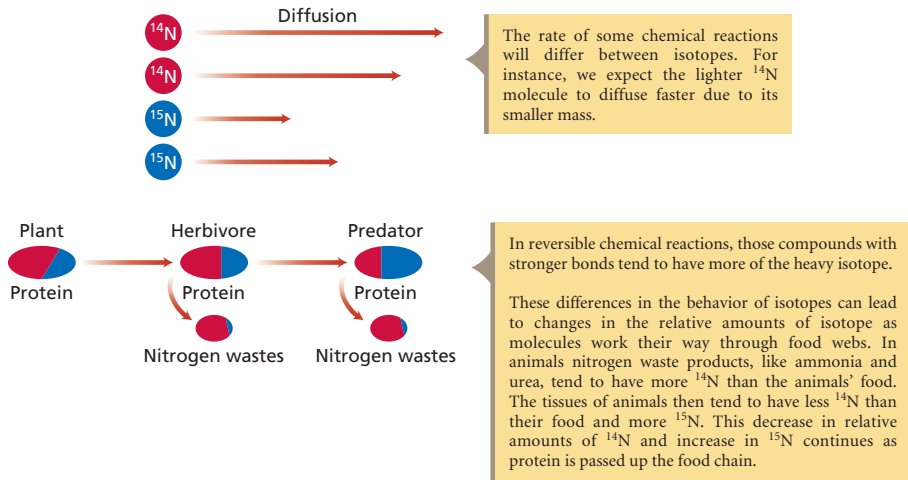 Diffusion
¹⁴N
¹⁴N
¹⁵N
¹⁵N
The rate of some chemical reactions
will differ between isotopes. For
instance, we expect the lighter ¹⁴N
molecule to diffuse faster due to its
smaller mass.
Plant
Herbivore
Predator
Protein
Protein
Protein
Nitrogen wastes
Nitrogen wastes
In reversible chemical reactions, those compounds with
stronger bonds tend to have more of the heavy isotope.
These differences in the behavior of isotopes can lead
to changes in the relative amounts of isotope as
molecules work their way through food webs. In
animals nitrogen waste products, like ammonia and
urea, tend to have more ¹⁴N than the animals’ food.
The tissues of animals then tend to have less ¹⁴N than
their food and more ¹⁵N. This decrease in relative
amounts of ¹⁴N and increase in ¹⁵N continues as
protein is passed up the food chain.